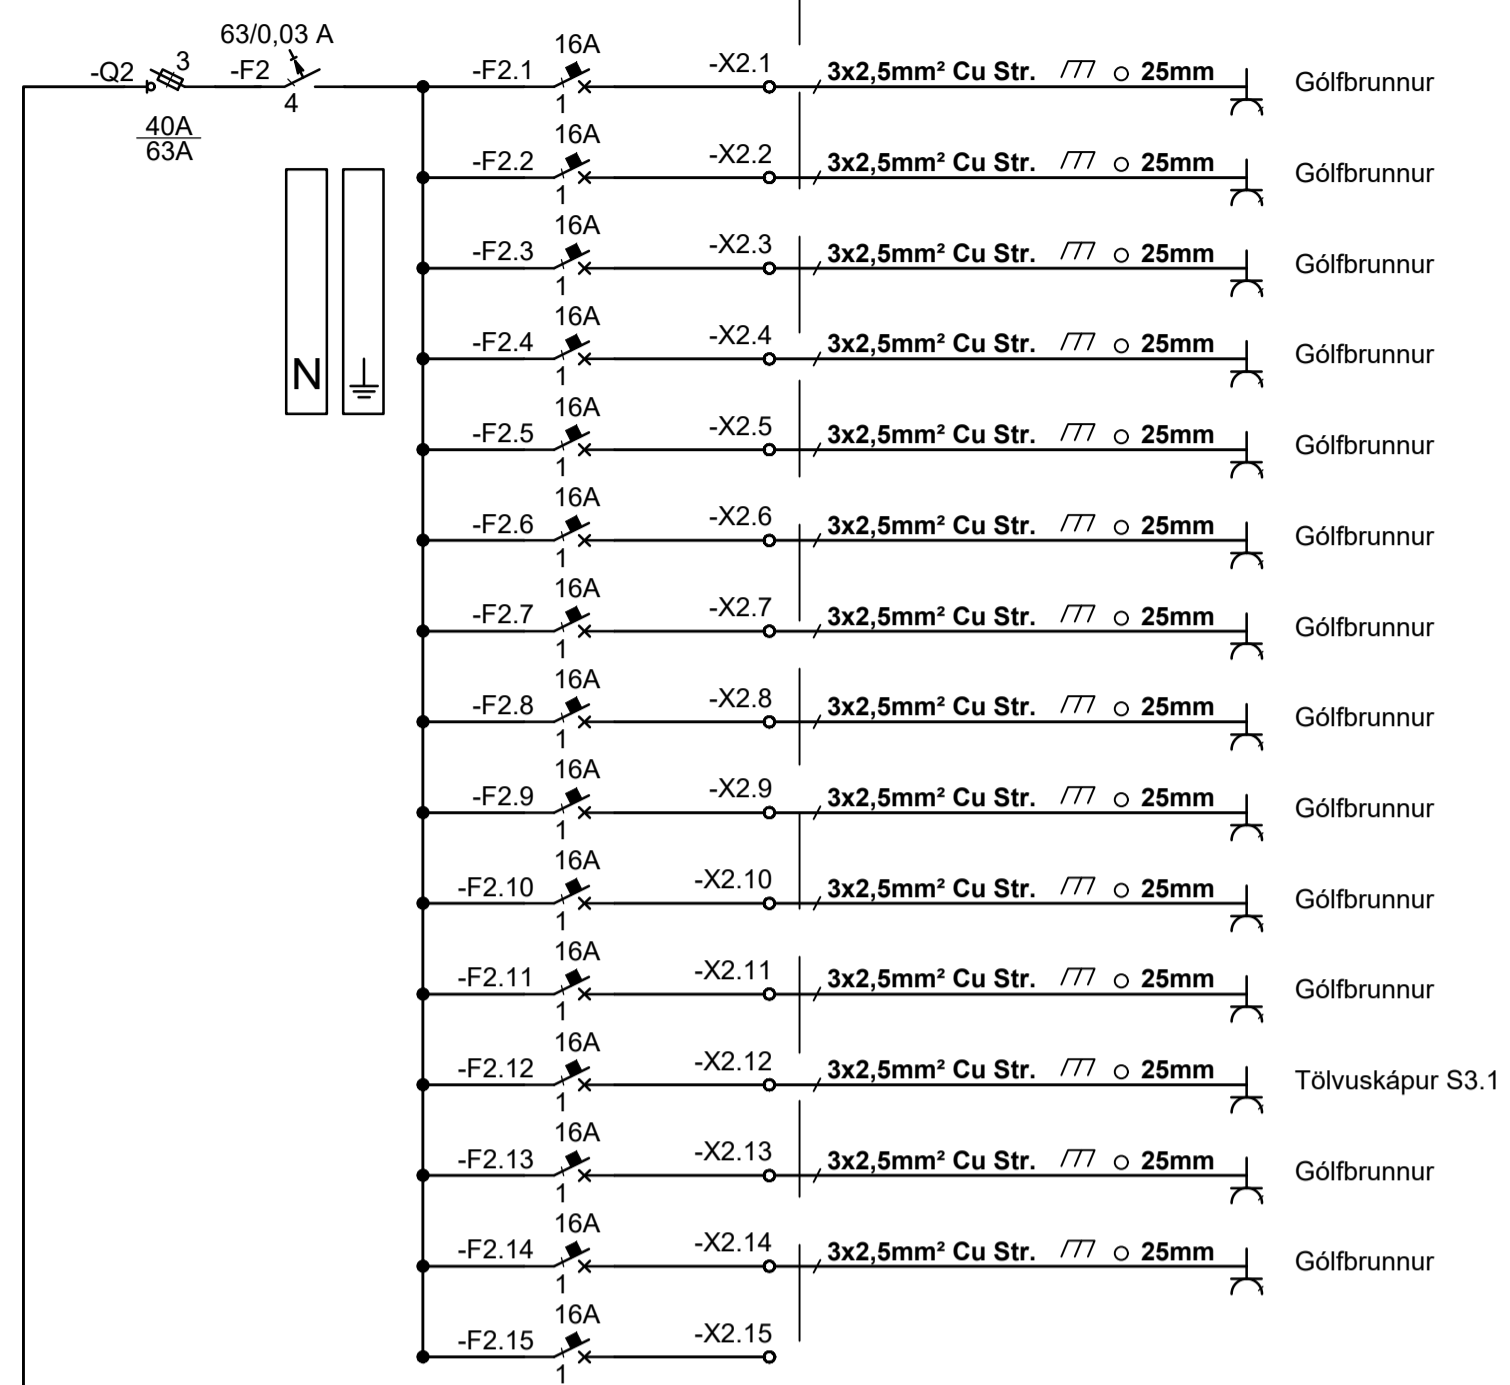 63/0,03 A
-Q2 3 -F2
4
40A
63A
N
16A
-F2.1 -X2.1 3x2,5mm² Cu Str. 25mm Gólfbrunnur
1
16A
-F2.2 -X2.2 3x2,5mm² Cu Str. 25mm Gólfbrunnur
1
16A
-F2.3 -X2.3 3x2,5mm² Cu Str. 25mm Gólfbrunnur
1
16A
-F2.4 -X2.4 3x2,5mm² Cu Str. 25mm Gólfbrunnur
1
16A
-F2.5 -X2.5 3x2,5mm² Cu Str. 25mm Gólfbrunnur
1
16A
-F2.6 -X2.6 3x2,5mm² Cu Str. 25mm Gólfbrunnur
1
16A
-F2.7 -X2.7 3x2,5mm² Cu Str. 25mm Gólfbrunnur
1
16A
-F2.8 -X2.8 3x2,5mm² Cu Str. 25mm Gólfbrunnur
1
16A
-F2.9 -X2.9 3x2,5mm² Cu Str. 25mm Gólfbrunnur
1
16A
-F2.10 -X2.10 3x2,5mm² Cu Str. 25mm Gólfbrunnur
1
16A
-F2.11 -X2.11 3x2,5mm² Cu Str. 25mm Gólfbrunnur
1
16A
-F2.12 -X2.12 3x2,5mm² Cu Str. 25mm Tölvuskápur S3.1
1
16A
-F2.13 -X2.13 3x2,5mm² Cu Str. 25mm Gólfbrunnur
1
16A
-F2.14 -X2.14 3x2,5mm² Cu Str. 25mm Gólfbrunnur
1
16A
-F2.15 -X2.15
1